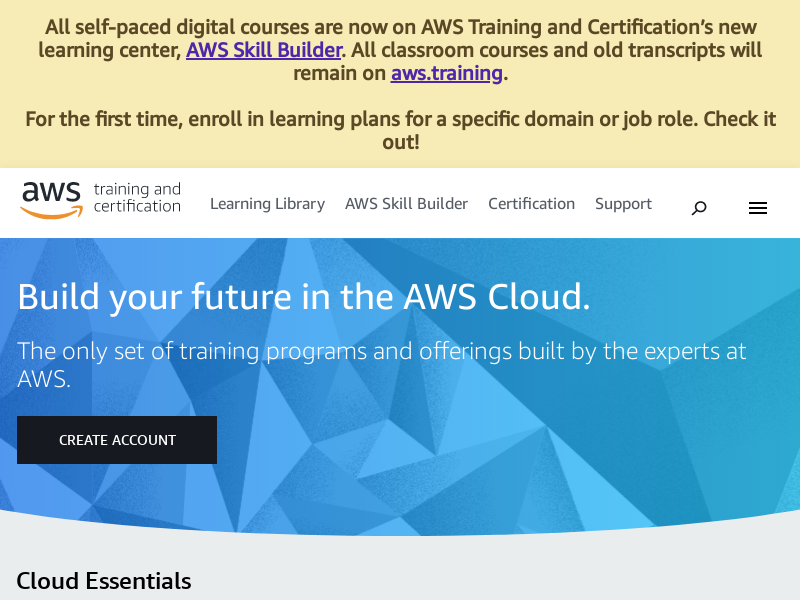 All self-paced digital courses are now on AWS Training and Certification’s new
learning center, AWS Skill Builder. All classroom courses and old transcripts will
remain on aws.training.
For the first time, enroll in learning plans for a specific domain or job role. Check it
out!
aws training and
certification
Learning Library AWS Skill Builder Certification Support
Build your future in the AWS Cloud.
The only set of training programs and offerings built by the experts at
AWS.
CREATE ACCOUNT
Cloud Essentials